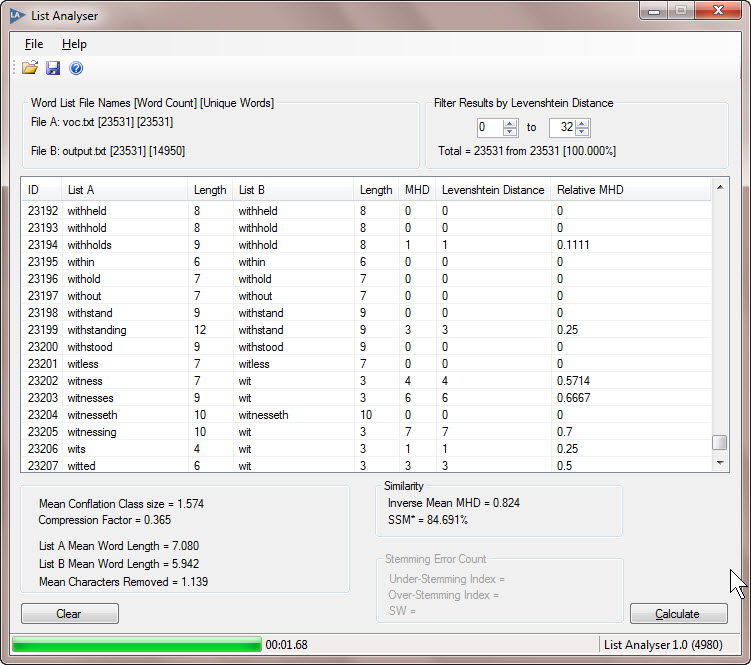 List Analyser
File Help
Word List File Names [Word Count] [Unique Words]
File A: voc.txt [23531] [23531]
File B: output.txt [23531] [14950]
Filter Results by Levenshtein Distance
0 to 32
Total = 23531 from 23531 [100.000%]
ID List A Length List B Length MHD Levenshtein Distance Relative MHD
23192 withheld 8 withheld 8 0 0 0
23193 withhold 8 withhold 8 0 0 0
23194 withholds 9 withhold 8 1 1 0.1111
23195 within 6 within 6 0 0 0
23196 withold 7 withold 7 0 0 0
23197 without 7 without 7 0 0 0
23198 withstand 9 withstand 9 0 0 0
23199 withstanding 12 withstand 9 3 3 0.25
23200 withstood 9 withstood 9 0 0 0
23201 witless 7 witless 7 0 0 0
23202 witness 7 wit 3 4 4 0.5714
23203 witnesses 9 wit 3 6 6 0.6667
23204 witnesseth 10 witnesseth 10 0 0 0
23205 witnessing 10 wit 3 7 7 0.7
23206 wits 4 wit 3 1 1 0.25
23207 witted 6 wit 3 3 3 0.5
Mean Conflation Class size = 1.574
Compression Factor = 0.365
List A Mean Word Length = 7.080
List B Mean Word Length = 5.942
Mean Characters Removed = 1.139
Similarity
Inverse Mean MHD = 0.824
SSM* = 84.691%
Stemming Error Count
Under-Stemming Index =
Over-Stemming Index =
SW =
Clear
Calculate
00:01.68
List Analyser 1.0 (4980)